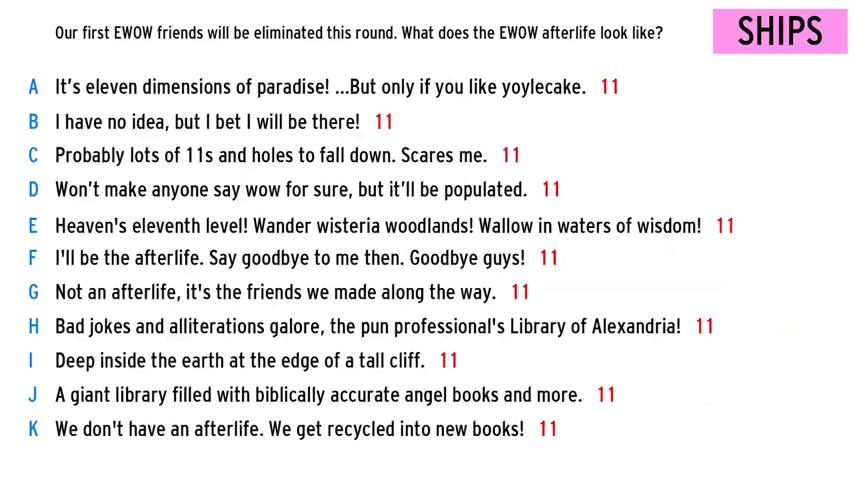 Our first EWOW friends will be eliminated this round. What does the EWOW afterlife look like?
SHIPS
A It's eleven dimensions of paradise! ...But only if you like yoylecake. 11
B I have no idea, but I bet I will be there! 11
C Probably lots of 11s and holes to fall down. Scares me. 11
D Won't make anyone say wow for sure, but it'll be populated. 11
E Heaven's eleventh level! Wander wisteria woodlands! Wallow in waters of wisdom! 11
F I'll be the afterlife. Say goodbye to me then. Goodbye guys! 11
G Not an afterlife, it's the friends we made along the way. 11
H Bad jokes and alliterations galore, the pun professional's Library of Alexandria! 11
I Deep inside the earth at the edge of a tall cliff. 11
J A giant library filled with biblically accurate angel books and more. 11
K We don't have an afterlife. We get recycled into new books! 11